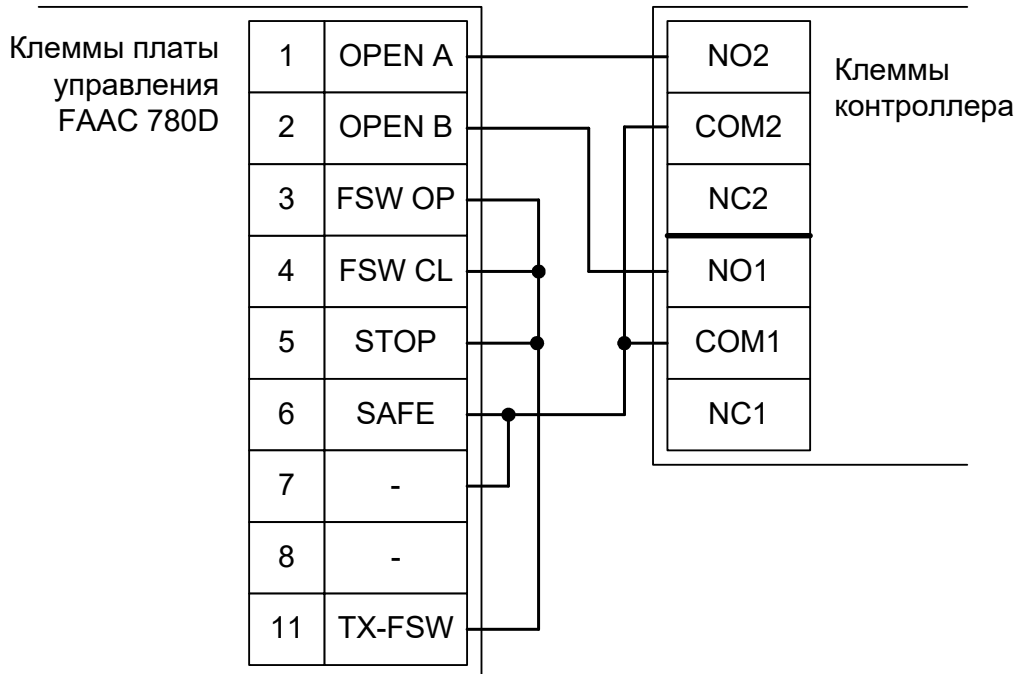 Клеммы платы
управления
FAAC 780D
1 OPEN A
2 OPEN B
3 FSW OP
4 FSW CL
5 STOP
6 SAFE
7 -
8 -
11 TX-FSW
NO2
COM2
NC2
NO1
COM1
NC1
Клеммы
контроллера